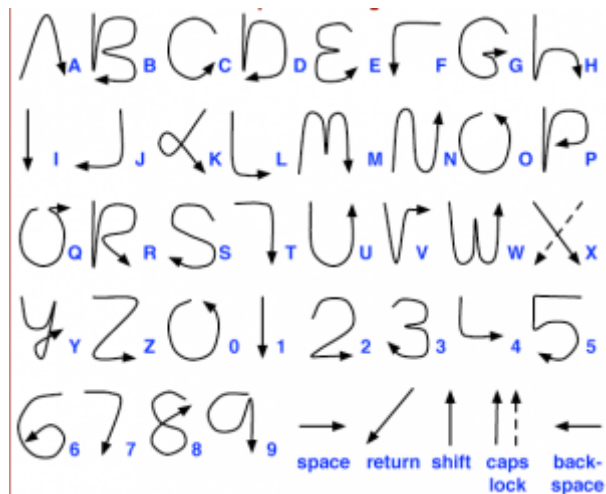 A B C D E F G H
I J K L M N O P
Q R S T U V W X
Y Z 0 1 2 3 4 5
6 7 8 9 space return shift caps lock back-space